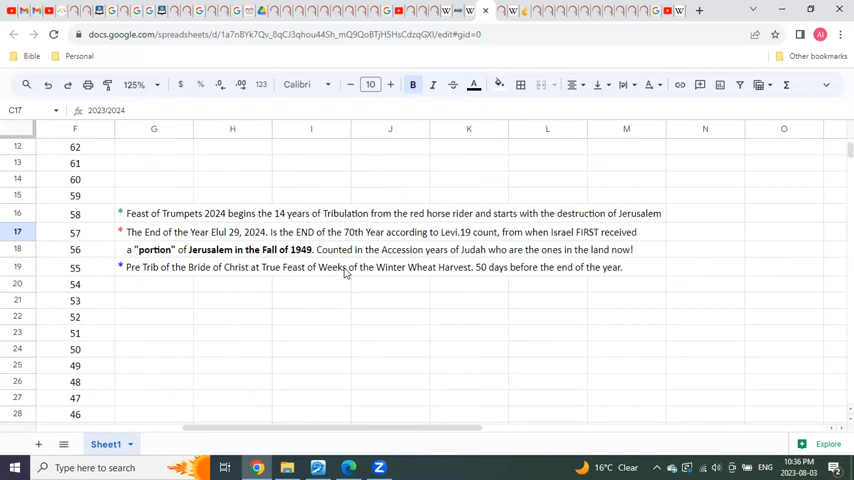 docs.google.com/spreadsheets/d/1a7nBYk7Qv_8qCJ3qhou44Sh_mQ9QoBTjH5HsCdzqGXI/edit#gid=0
Bible Personal Other bookmarks
125% $ % .0 .00 123 Calibri 10 B I A
C17 fx 2023/2024
F G H I J K L M N O
12 62
13 61
14 60
15 59
16 58 * Feast of Trumpets 2024 begins the 14 years of Tribulation from the red horse rider and starts with the destruction of Jerusalem
17 57 * The End of the Year Elul 29, 2024. Is the END of the 70th Year according to Levi.19 count, from when Israel FIRST received
18 56 a "portion" of Jerusalem in the Fall of 1949. Counted in the Accession years of Judah who are the ones in the land now!
19 55 * Pre Trib of the Bride of Christ at True Feast of Weeks of the Winter Wheat Harvest. 50 days before the end of the year.
20 54
21 53
22 52
23 51
24 50
25 49
26 48
27 47
28 46
+ Sheet1 Explore
Type here to search 16°C Clear ENG 10:36 PM
2023-08-03 2